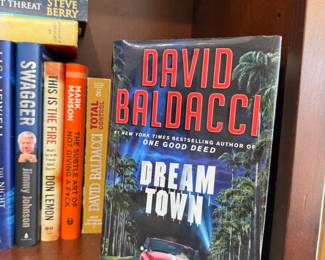 THREAT
STEVE
BERRY
NIGHT
SWAGGER
Jimmy Johnson
THIS IS THE FIRE
DON LEMON
MARK
MANSON
THE SUBTLE ART OF
NOT GIVING A F*CK
TOTAL
CONTROL
DAVID BALDACCI
DAVID
BALDACCI
#1 NEW YORK TIMES BESTSELLING AUTHOR OF
ONE GOOD DEED
DREAM
TOWN